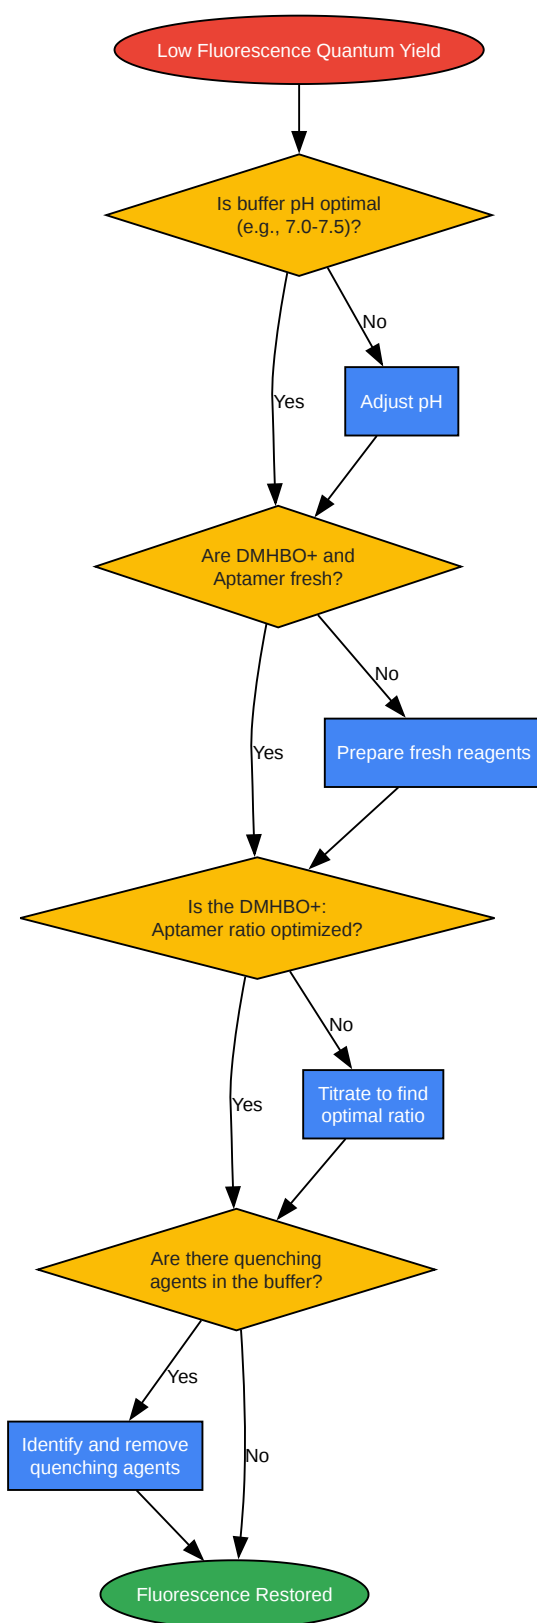 Low Fluorescence Quantum Yield
Is buffer pH optimal
(e.g., 7.0-7.5)?
No
Yes
Adjust pH
Are DMHBO+ and
Aptamer fresh?
No
Yes
Prepare fresh reagents
Is the DMHBO+:
Aptamer ratio optimized?
No
Yes
Titrate to find
optimal ratio
Are there quenching
agents in the buffer?
Yes
No
Identify and remove
quenching agents
Fluorescence Restored